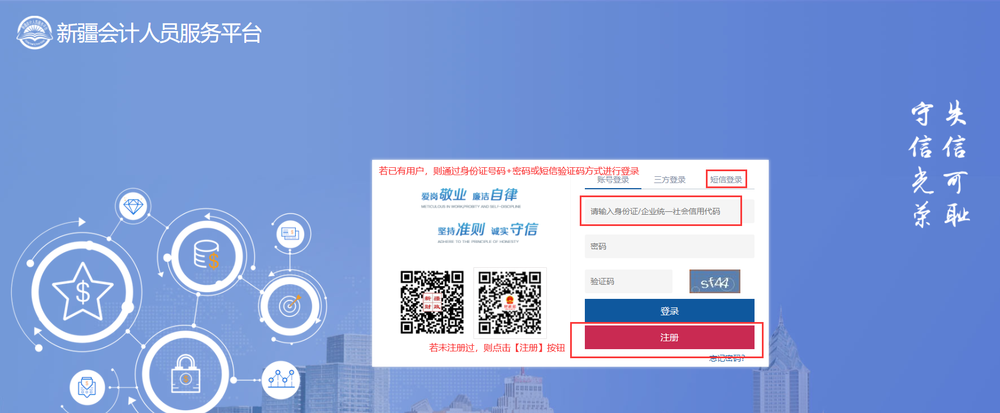 新疆会计人员服务平台
守信光荣
失信可耻
若已有用户，则通过身份证号码+密码或短信验证码方式进行登录
账号登录 三方登录 短信登录
爱岗敬业 廉洁自律
METICULOUS IN WORK,PROBITY AND SELF-DISCIPLINE
坚持准则 诚实守信
ADHERE TO THE PRINCIPLE OF HONESTY
请输入身份证/企业统一社会信用代码
密码
验证码 sf44
登录
注册
新疆
财政
若未注册过，则点击【注册】按钮
忘记密码?